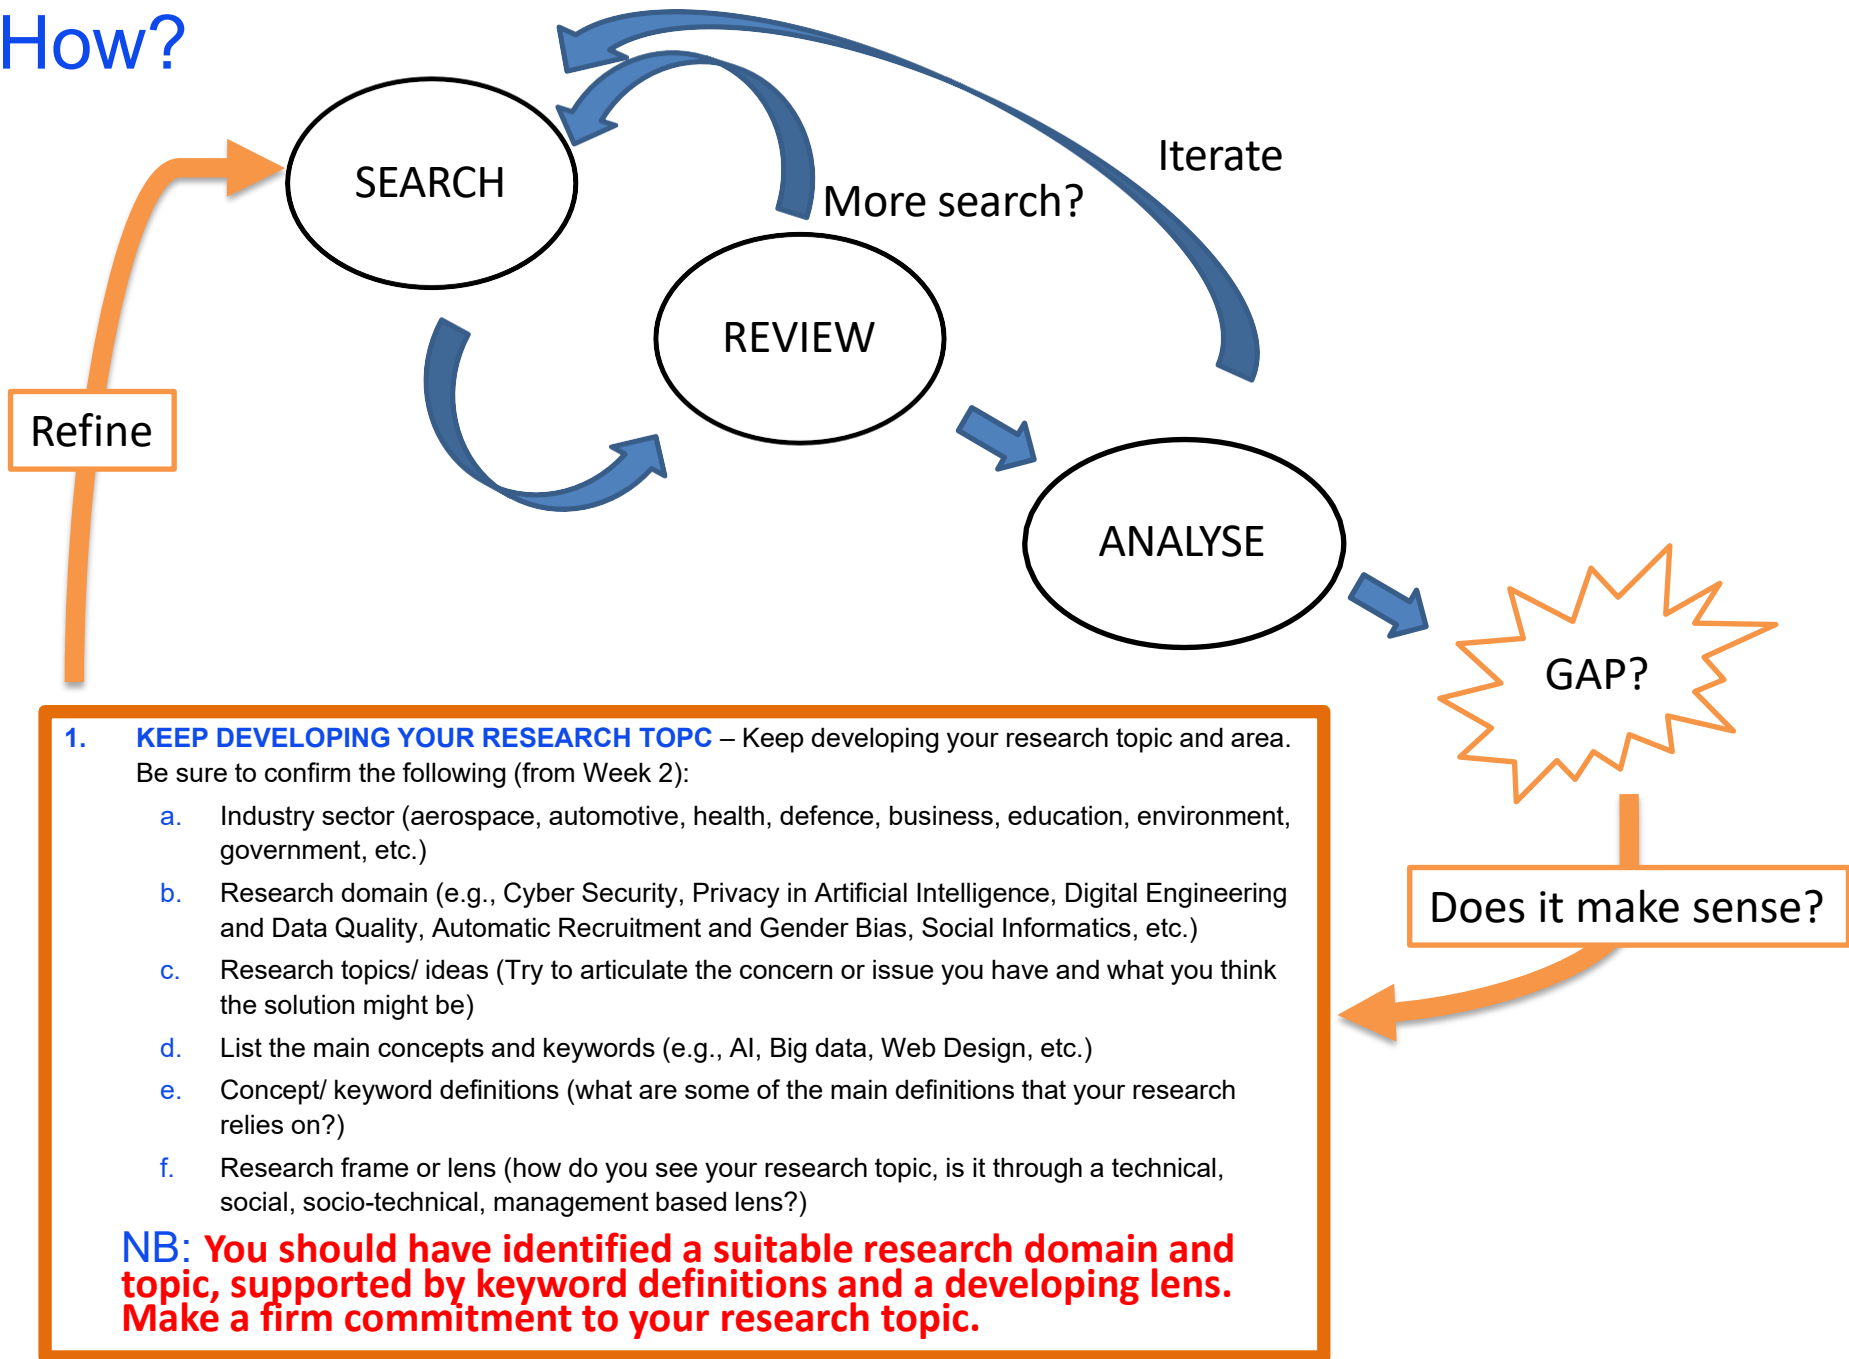 How?
SEARCH
Iterate
More search?
REVIEW
Refine
ANALYSE
GAP?
Does it make sense?
1. KEEP DEVELOPING YOUR RESEARCH TOPC – Keep developing your research topic and area.
Be sure to confirm the following (from Week 2):
a. Industry sector (aerospace, automotive, health, defence, business, education, environment,
government, etc.)
b. Research domain (e.g., Cyber Security, Privacy in Artificial Intelligence, Digital Engineering
and Data Quality, Automatic Recruitment and Gender Bias, Social Informatics, etc.)
c. Research topics/ ideas (Try to articulate the concern or issue you have and what you think
the solution might be)
d. List the main concepts and keywords (e.g., AI, Big data, Web Design, etc.)
e. Concept/ keyword definitions (what are some of the main definitions that your research
relies on?)
f. Research frame or lens (how do you see your research topic, is it through a technical,
social, socio-technical, management based lens?)
NB: You should have identified a suitable research domain and
topic, supported by keyword definitions and a developing lens.
Make a firm commitment to your research topic.